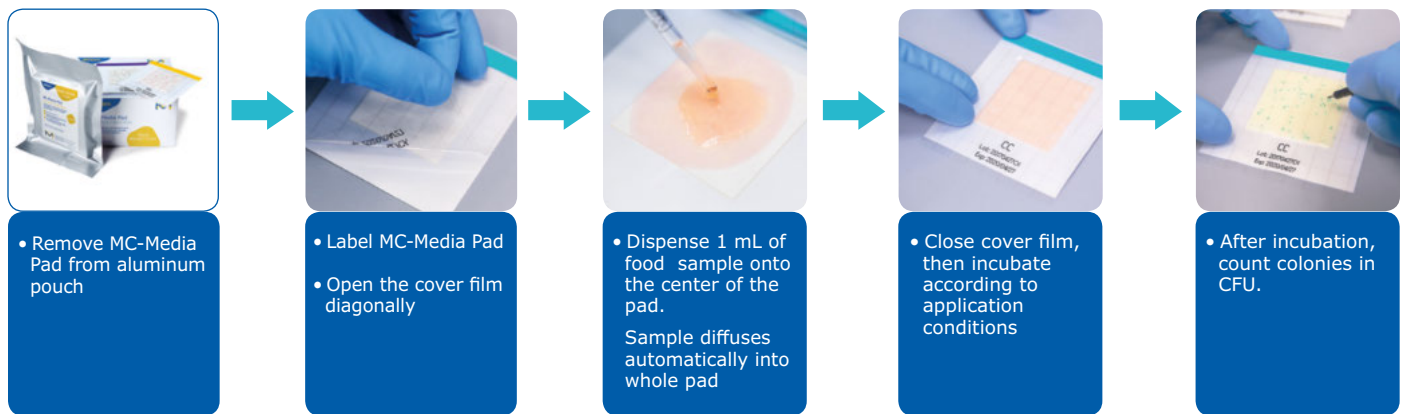 Media Pad
CC
CC
• Remove MC-Media
Pad from aluminum
pouch
• Label MC-Media Pad
• Open the cover film
diagonally
• Dispense 1 mL of
food sample onto
the center of the
pad.
Sample diffuses
automatically into
whole pad
• Close cover film,
then incubate
according to
application
conditions
• After incubation,
count colonies in
CFU.